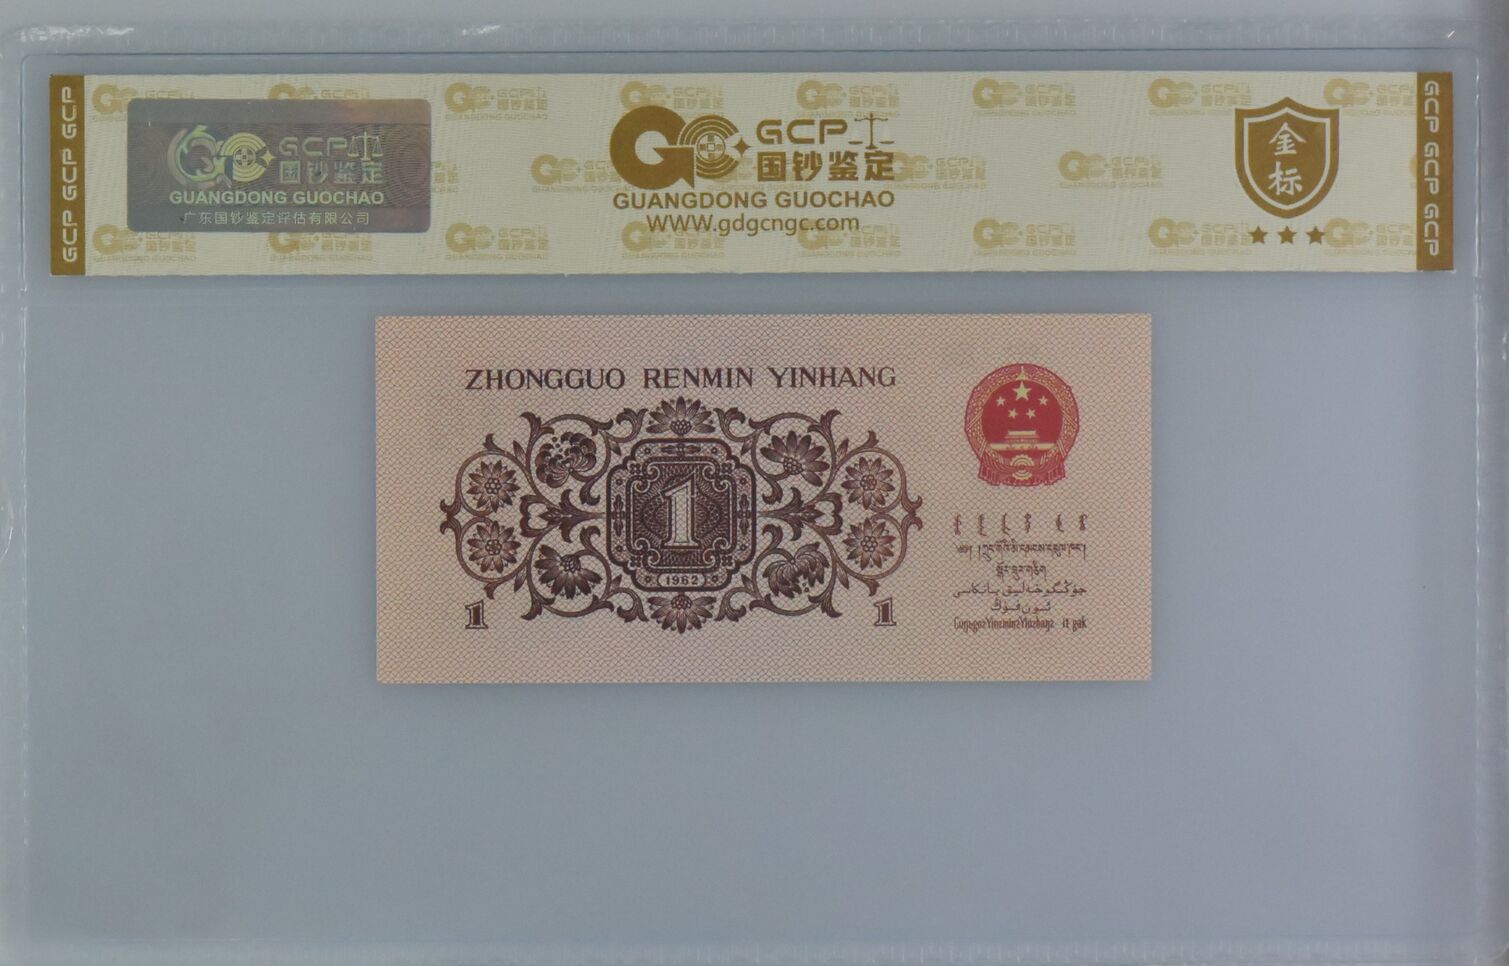 GCP GCP GCP
GCP 国钞鉴定
GUANGDONG GUOCHAO
广东国钞鉴定评估有限公司
GCP
国钞鉴定
GUANGDONG GUOCHAO
WWW.gdgcngc.com
金标
GCP GCP GCP
ZHONGGUO RENMIN YINHANG
1
1962
1
1